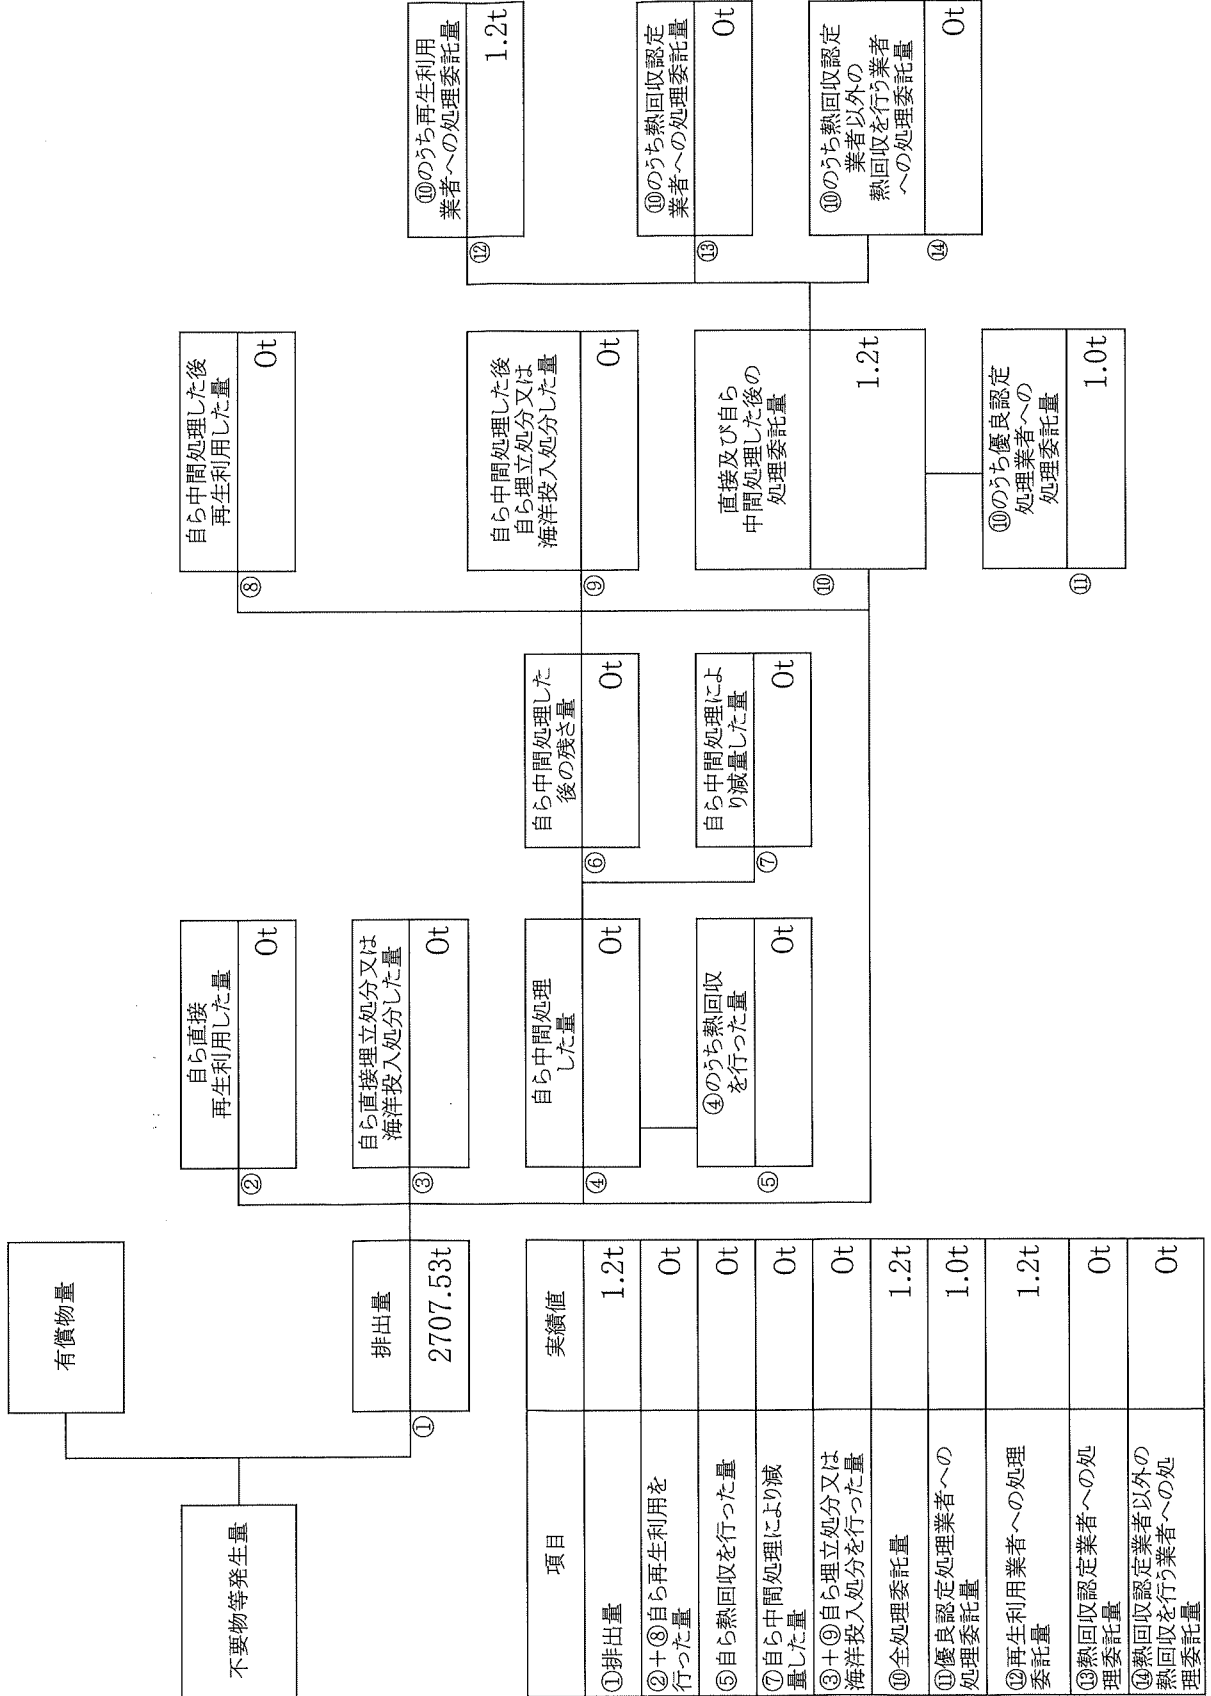 有償物量
不要物等発生量
①
排出量
2707.53t
②
自ら直接
再生利用した量
0t
③
自ら直接埋立処分又は
海洋投入処分した量
0t
④
自ら中間処理
した量
0t
⑤
④のうち熱回収
を行った量
0t
⑥
自ら中間処理した
後の残さ量
0t
⑦
自ら中間処理によ
り減量した量
0t
⑧
自ら中間処理した後
再生利用した量
0t
⑨
自ら中間処理した後
自ら埋立処分又は
海洋投入処分した量
0t
⑩
直接及び自ら
中間処理した後の
処理委託量
1.2t
⑪
⑩のうち優良認定
処理業者への
処理委託量
1.0t
⑫
⑩のうち再生利用
業者への処理委託量
1.2t
⑬
⑩のうち熱回収認定
業者への処理委託量
0t
⑭
⑩のうち熱回収認定
業者以外の
熱回収を行う業者
への処理委託量
0t
項目 実績値
①排出量 1.2t
②+⑧自ら再生利用を
行った量 0t
⑤自ら熱回収を行った量 0t
⑦自ら中間処理により減
量した量 0t
③+⑨自ら埋立処分又は
海洋投入処分を行った量 0t
⑩全処理委託量 1.2t
⑪優良認定処理業者への
処理委託量 1.0t
⑫再生利用業者への処理
委託量 1.2t
⑬熱回収認定業者への処
理委託量 0t
⑭熱回収認定業者以外の
熱回収を行う業者への処
理委託量 0t